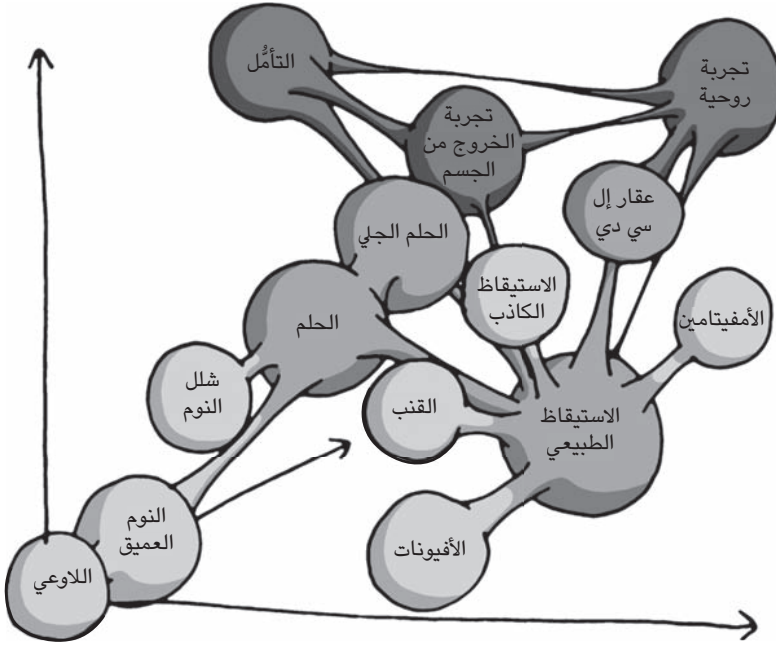 التأمُّل
تجربة
روحية
تجربة
الخروج من
الجسم
عقار إل
سي دي
الحلم الجلي
الاستيقاظ
الكاذب
الأمفيتامين
الحلم
شلل
النوم
القنب
الاستيقاظ
الطبيعي
النوم
العميق
الأفيونات
اللاوعي